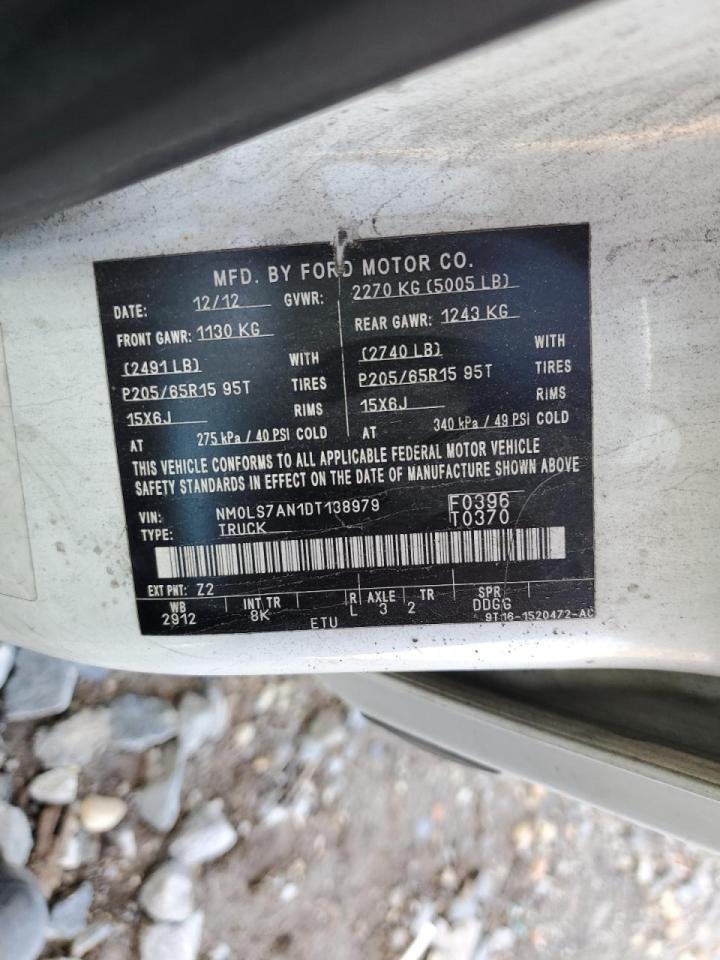 MFD. BY FORD MOTOR CO.
DATE: 12/12 GVWR: 2270 KG (5005 LB)
FRONT GAWR: 1130 KG REAR GAWR: 1243 KG
(2491 LB) WITH (2740 LB) WITH
P205/65R15 95T TIRES P205/65R15 95T TIRES
15X6J RIMS 15X6J RIMS
AT 275 kPa / 40 PSI COLD AT 340 kPa / 49 PSI COLD
THIS VEHICLE CONFORMS TO ALL APPLICABLE FEDERAL MOTOR VEHICLE
SAFETY STANDARDS IN EFFECT ON THE DATE OF MANUFACTURE SHOWN ABOVE
VIN: NM0LS7AN1DT138979 F0396
TYPE: TRUCK T0370
EXT PNT: Z2
WB INT TR R AXLE TR SPR
2912 8K L 3 2 DDGG
ETU 9T16-1520472-AC